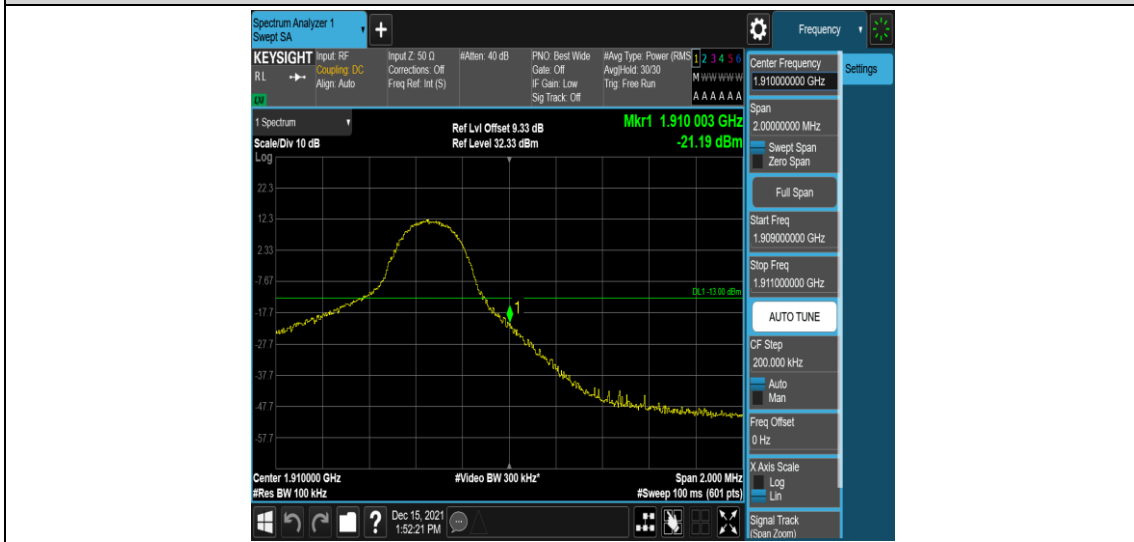 Spectrum Analyzer 1
Swept SA
Frequency
KEYSIGHT
RL
Input: RF
Coupling: DC
Align: Auto
Input Z: 50 Ω
Corrections: Off
Freq Ref: Int (S)
#Atten: 40 dB
PNO: Best Wide
Gate: Off
IF Gain: Low
Sig Track: Off
#Avg Type: Power (RMS
Avg|Hold: 30/30
Trig: Free Run
1 2 3 4 5 6
M W W W W W
A A A A A A
1 Spectrum
Scale/Div 10 dB
Log
Ref Lvl Offset 9.33 dB
Ref Level 32.33 dBm
Mkr1 1.910 003 GHz
-21.19 dBm
22.3
12.3
2.33
-7.67
-17.7
-27.7
-37.7
-47.7
-57.7
DL1 -13.00 dBm
1
Center 1.910000 GHz
#Res BW 100 kHz
#Video BW 300 kHz*
Span 2.000 MHz
#Sweep 100 ms (601 pts)
Center Frequency
1.910000000 GHz
Settings
Span
2.00000000 MHz
Swept Span
Zero Span
Full Span
Start Freq
1.909000000 GHz
Stop Freq
1.911000000 GHz
AUTO TUNE
CF Step
200.000 kHz
Auto
Man
Freq Offset
0 Hz
X Axis Scale
Log
Lin
Signal Track
(Span Zoom)
?
Dec 15, 2021
1:52:21 PM